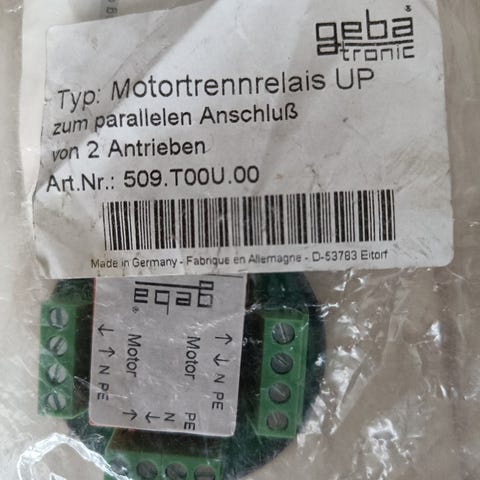 geba®
tronic
Typ: Motortrennrelais UP
zum parallelen Anschluß
von 2 Antrieben
Art.Nr.: 509.T00U.00
Made in Germany - Fabrique en Allemagne - D-53783 Eitorf
geba®
↑ ↓ N PE
Motor
Motor
↓ ↑ N PE
↑ ↓ N PE